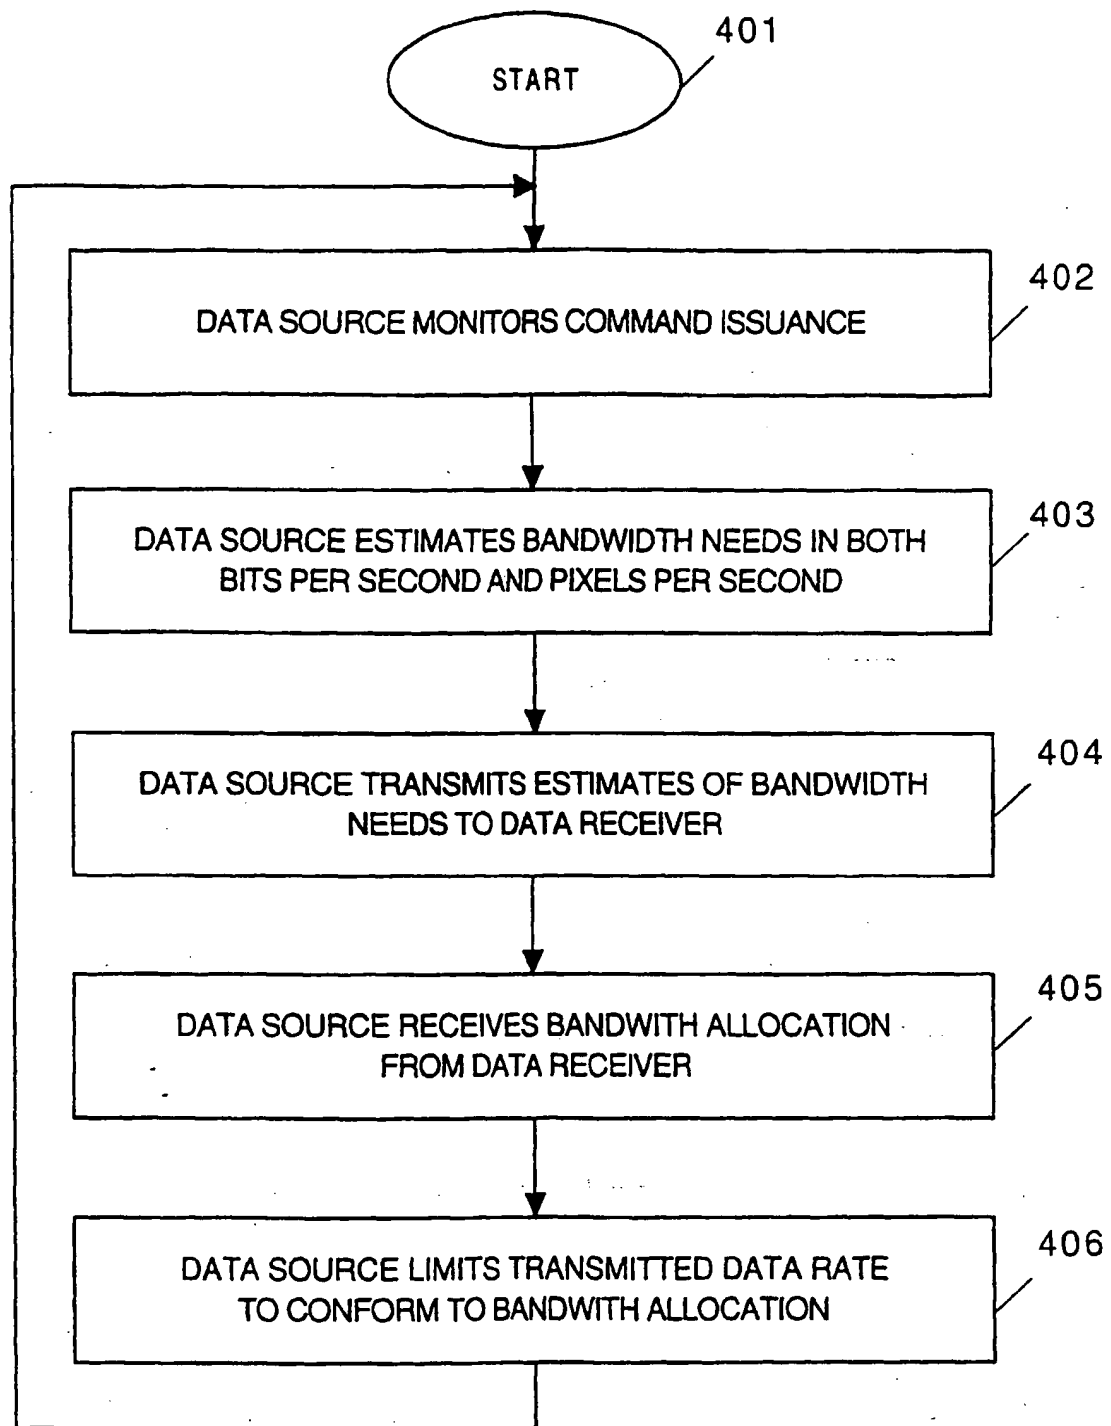 401
START
402
DATA SOURCE MONITORS COMMAND ISSUANCE
403
DATA SOURCE ESTIMATES BANDWIDTH NEEDS IN BOTH
BITS PER SECOND AND PIXELS PER SECOND
404
DATA SOURCE TRANSMITS ESTIMATES OF BANDWIDTH
NEEDS TO DATA RECEIVER
405
DATA SOURCE RECEIVES BANDWITH ALLOCATION
FROM DATA RECEIVER
406
DATA SOURCE LIMITS TRANSMITTED DATA RATE
TO CONFORM TO BANDWITH ALLOCATION